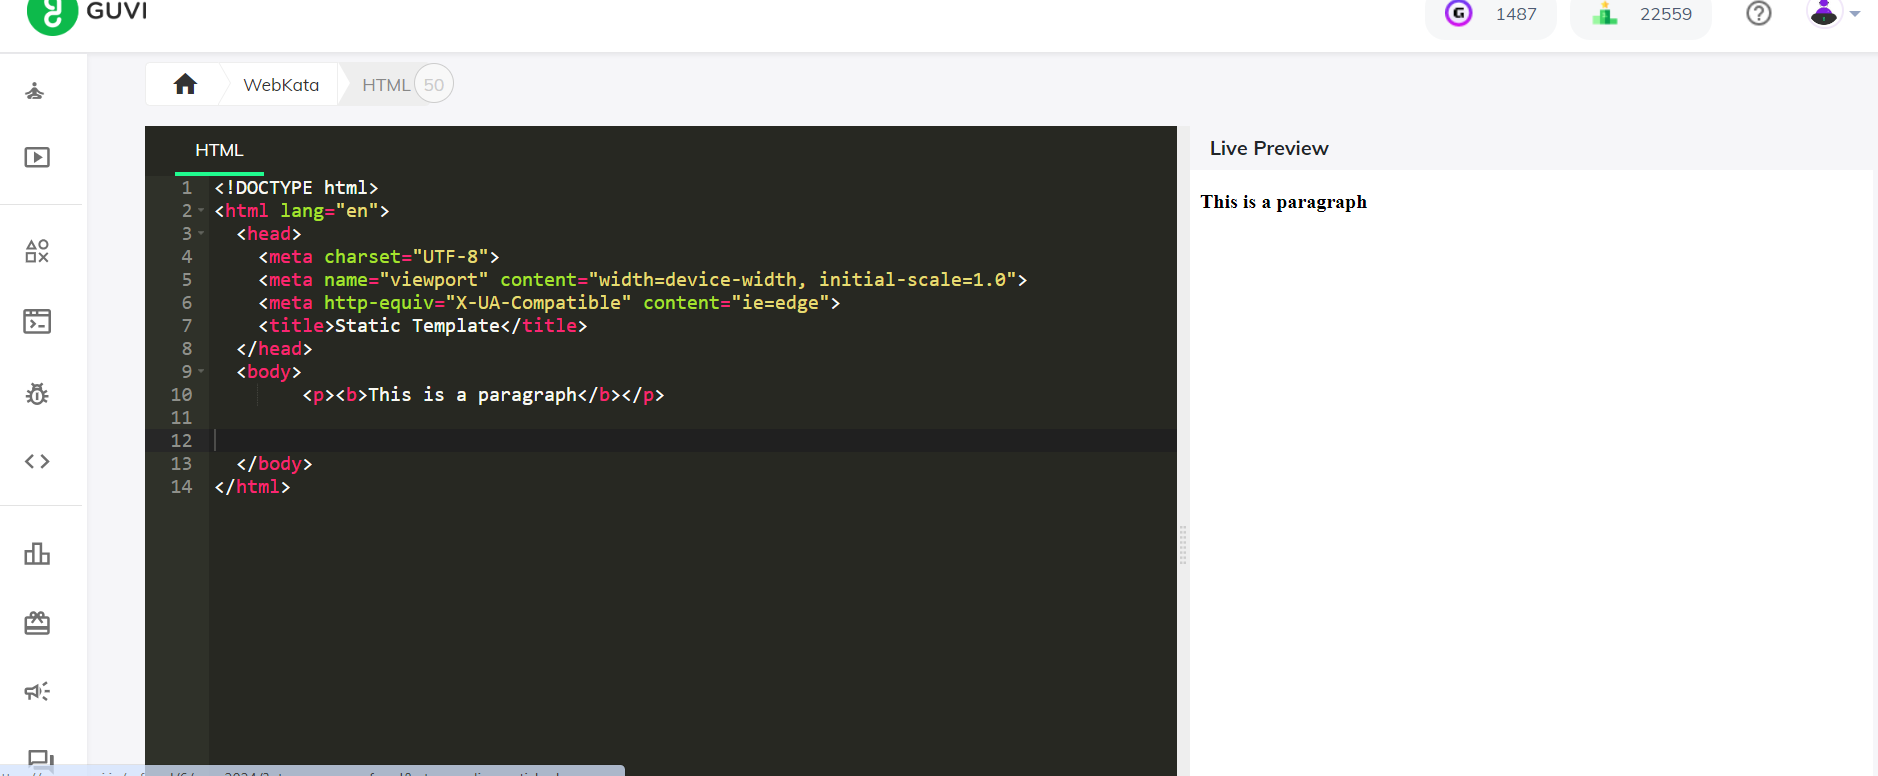 GUVI
1487
22559
WebKata
HTML 50
HTML
Live Preview
1 <!DOCTYPE html>
2 <html lang="en">
3 <head>
4 <meta charset="UTF-8">
5 <meta name="viewport" content="width=device-width, initial-scale=1.0">
6 <meta http-equiv="X-UA-Compatible" content="ie=edge">
7 <title>Static Template</title>
8 </head>
9 <body>
10 <p><b>This is a paragraph</b></p>
11
12
13 </body>
14 </html>
This is a paragraph